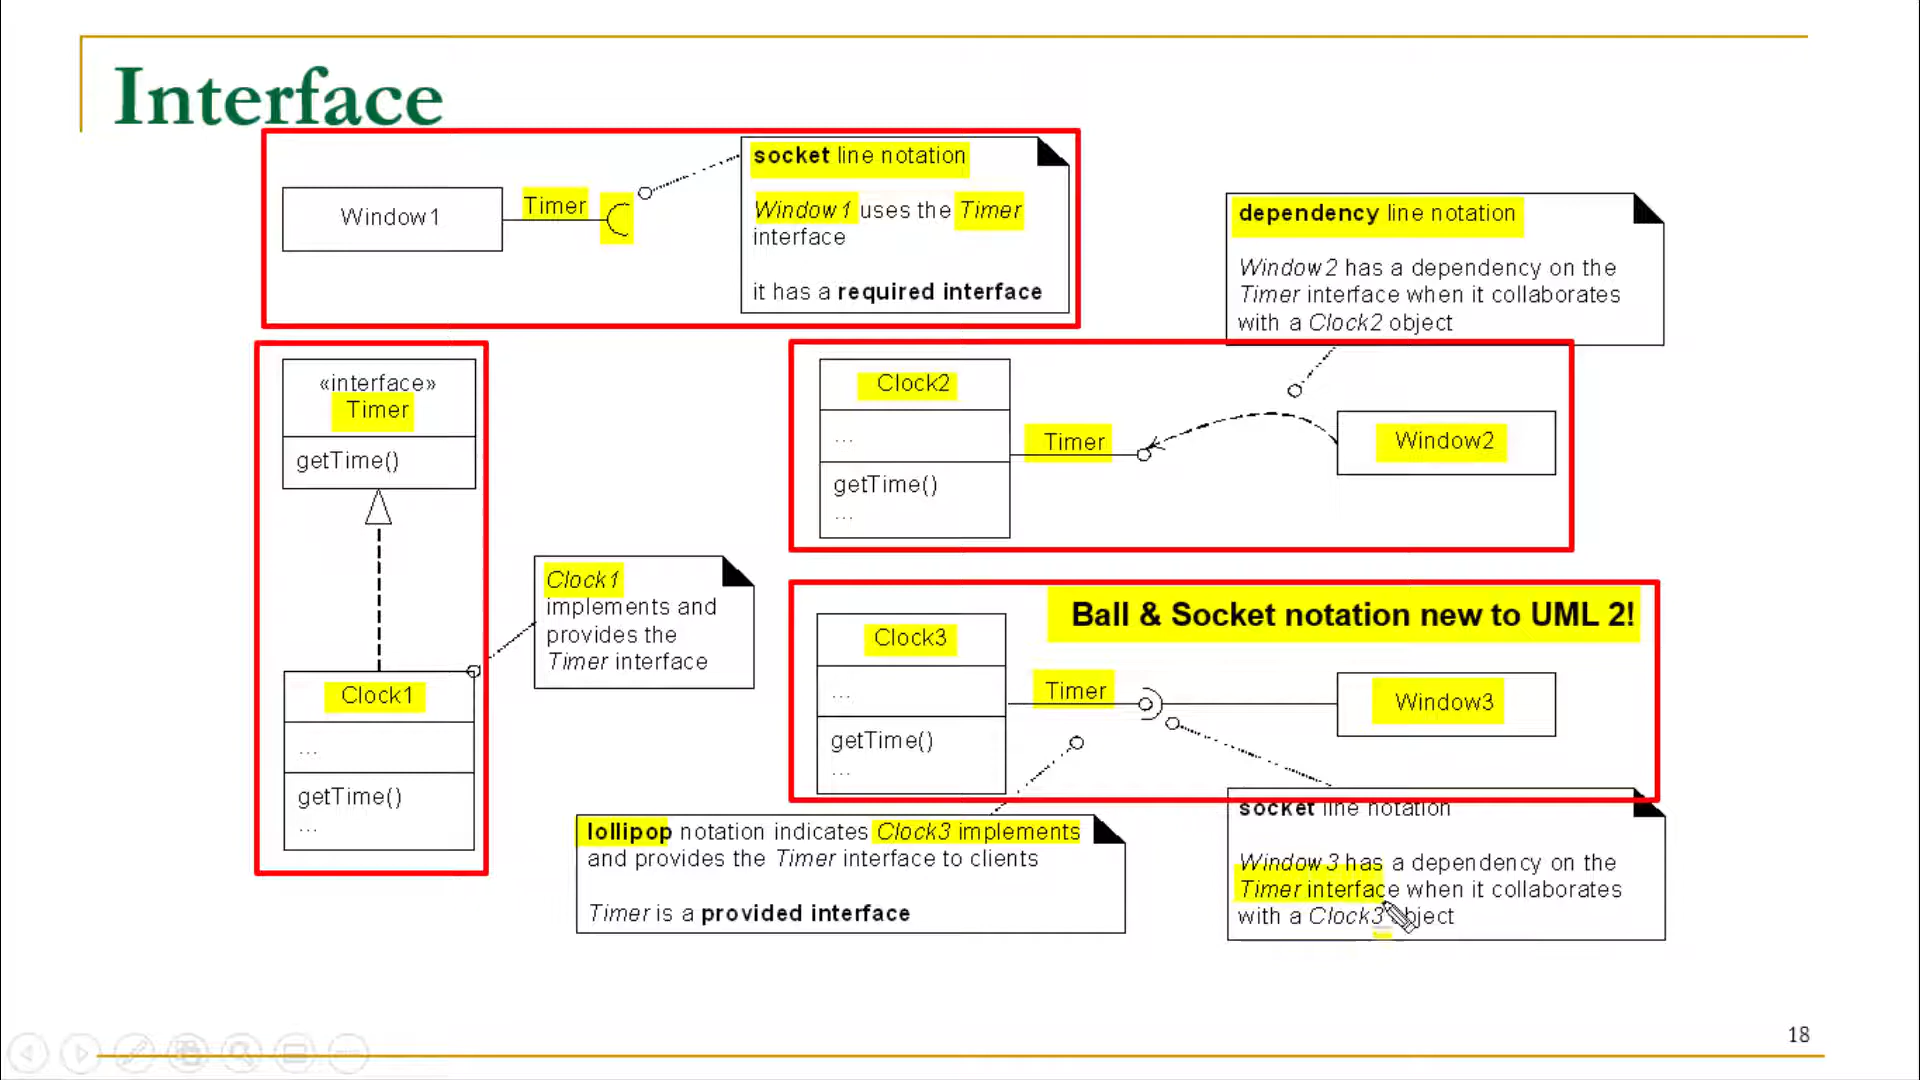 Interface
Window1
Timer
socket line notation
Window1 uses the Timer
interface
it has a required interface
dependency line notation
Window2 has a dependency on the
Timer interface when it collaborates
with a Clock2 object
«interface»
Timer
getTime()
Clock1
...
getTime()
...
Clock1
implements and
provides the
Timer interface
Clock2
...
getTime()
...
Timer
Window2
Ball & Socket notation new to UML 2!
Clock3
...
getTime()
...
Timer
Window3
lollipop notation indicates Clock3 implements
and provides the Timer interface to clients
Timer is a provided interface
socket line notation
Window3 has a dependency on the
Timer interface when it collaborates
with a Clock3 object
18